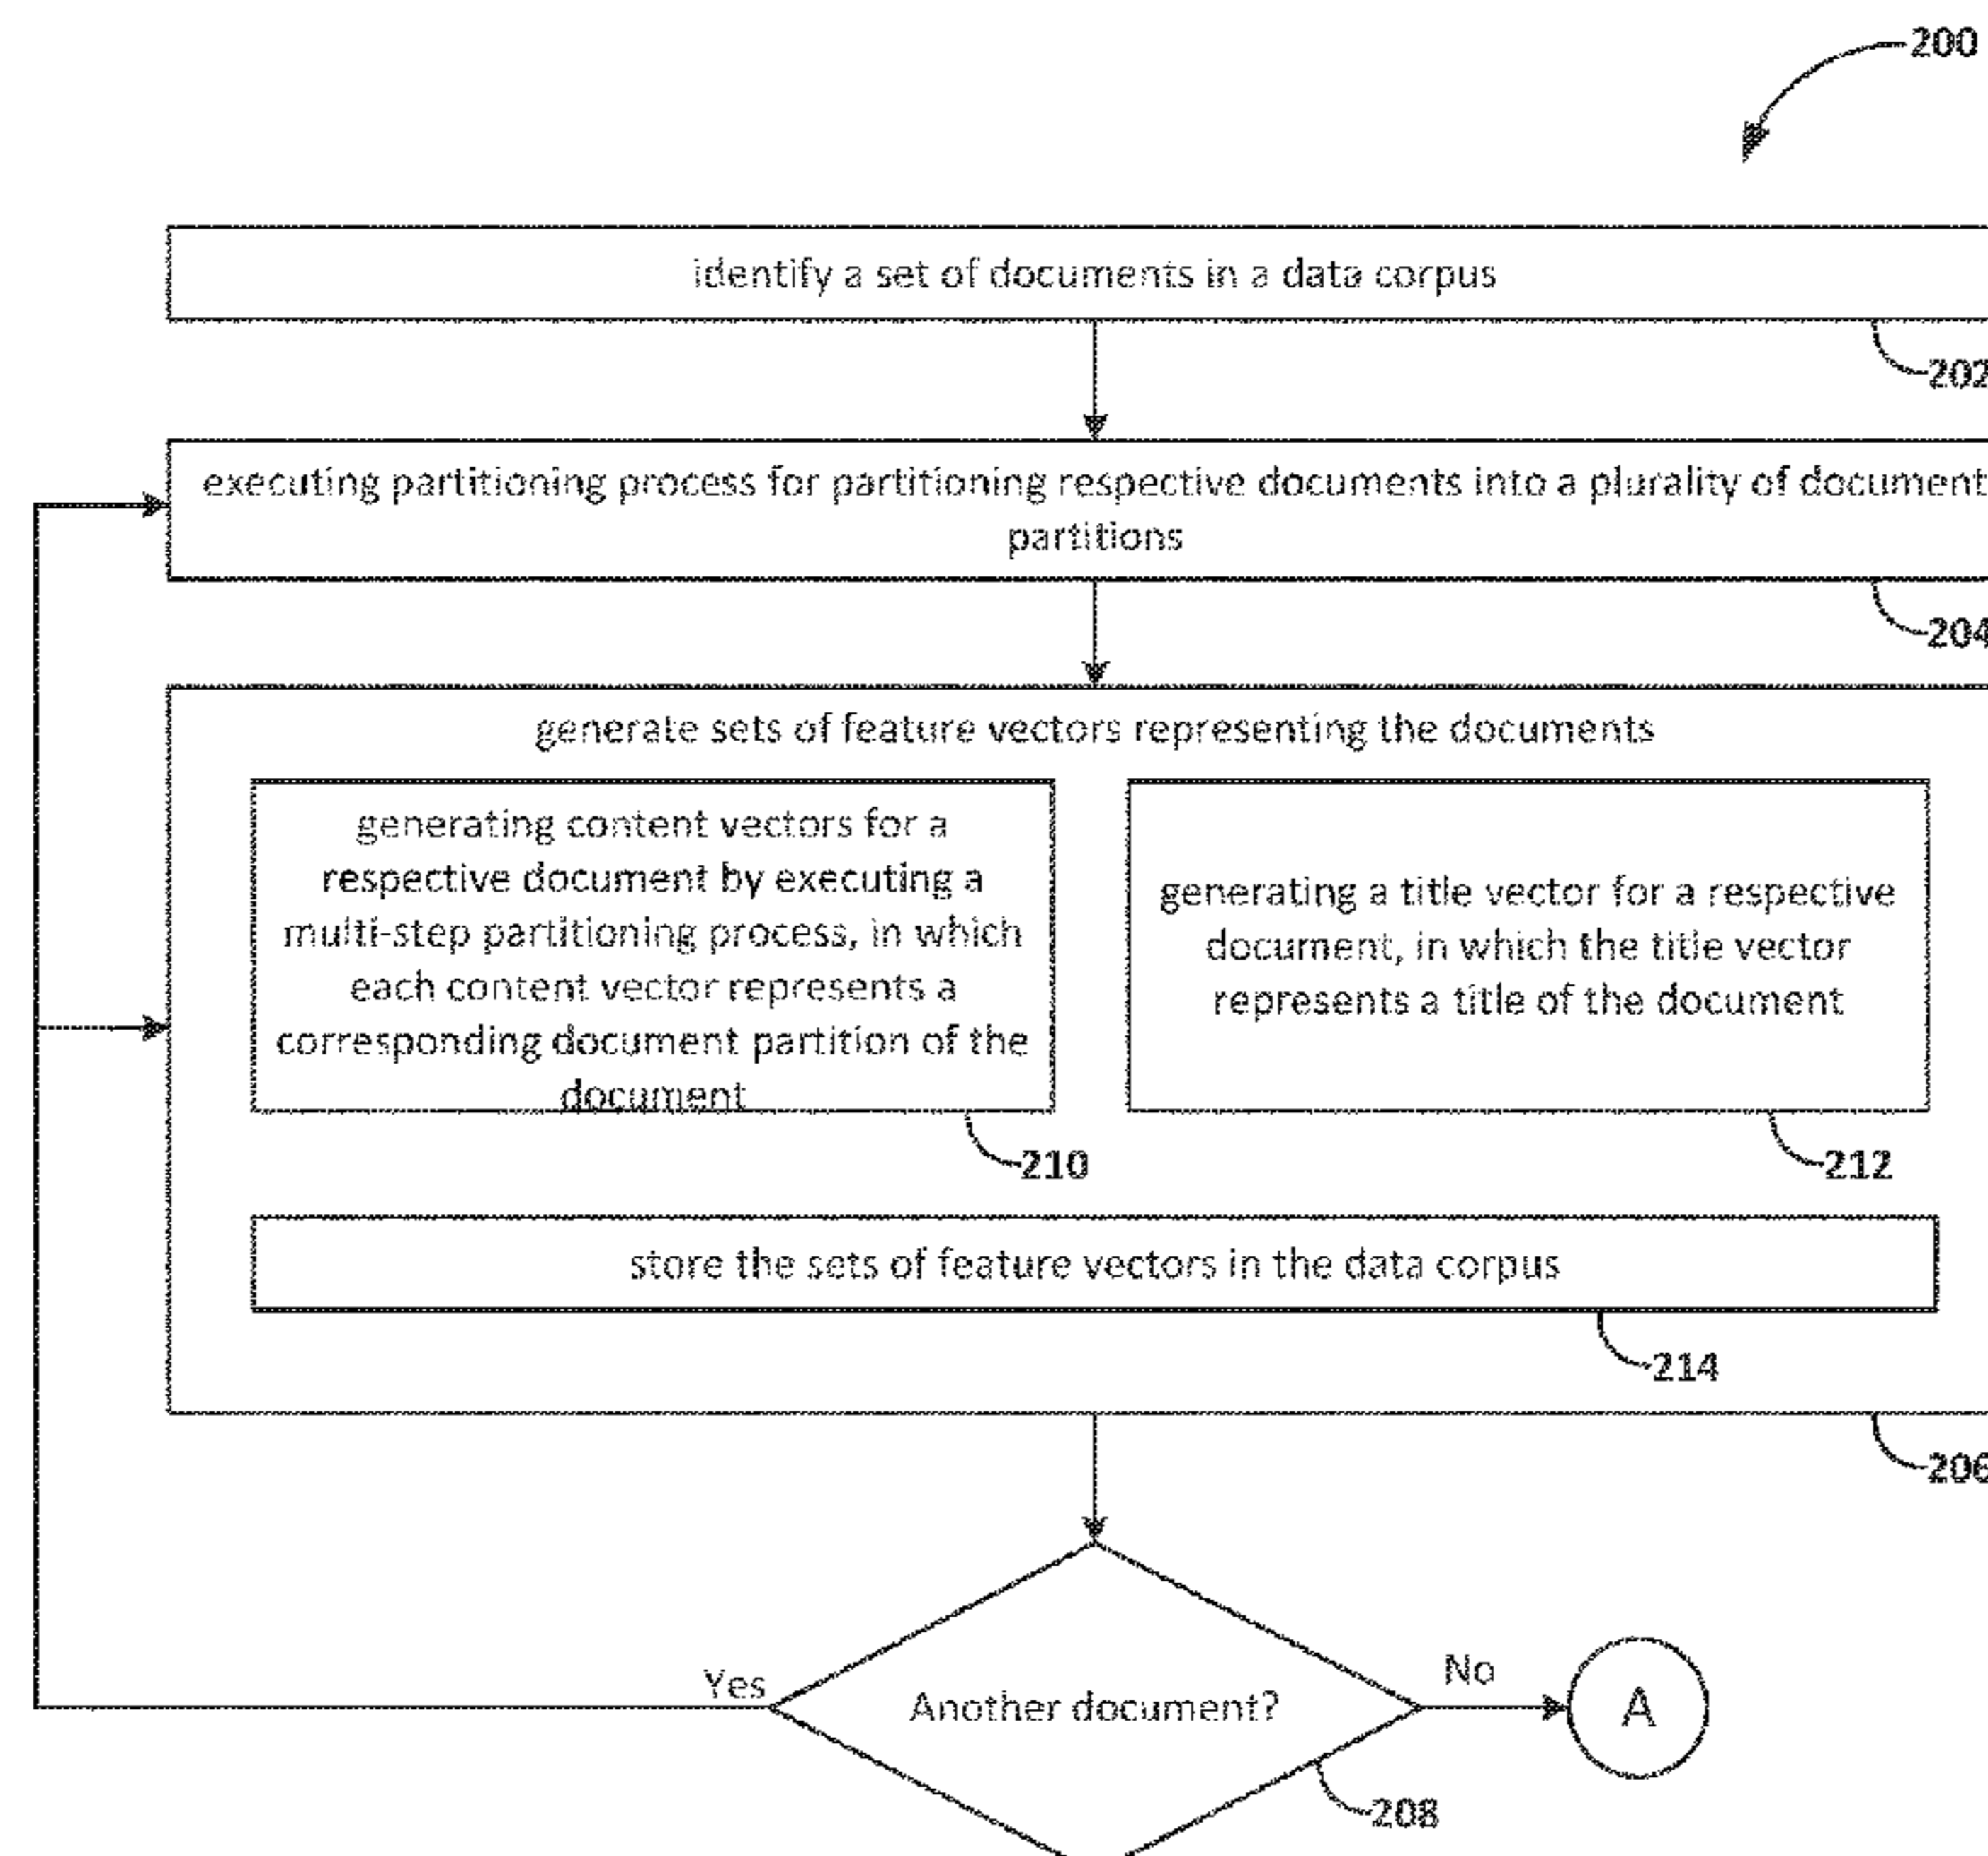 200
identify a set of documents in a data corpus
202
executing partitioning process for partitioning respective documents into a plurality of document
partitions
204
generate sets of feature vectors representing the documents
generating content vectors for a
respective document by executing a
multi-step partitioning process, in which
each content vector represents a
corresponding document partition of the
document
210
generating a title vector for a respective
document, in which the title vector
represents a title of the document
212
store the sets of feature vectors in the data corpus
214
206
Yes
Another document?
No
A
208